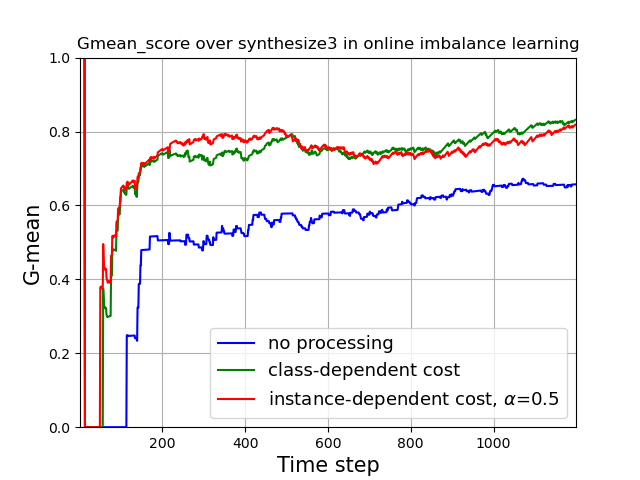 Gmean_score over synthesize3 in online imbalance learning
1.0
0.8
0.6
0.4
0.2
0.0
G-mean
no processing
class-dependent cost
instance-dependent cost, α=0.5
200 400 600 800 1000
Time step